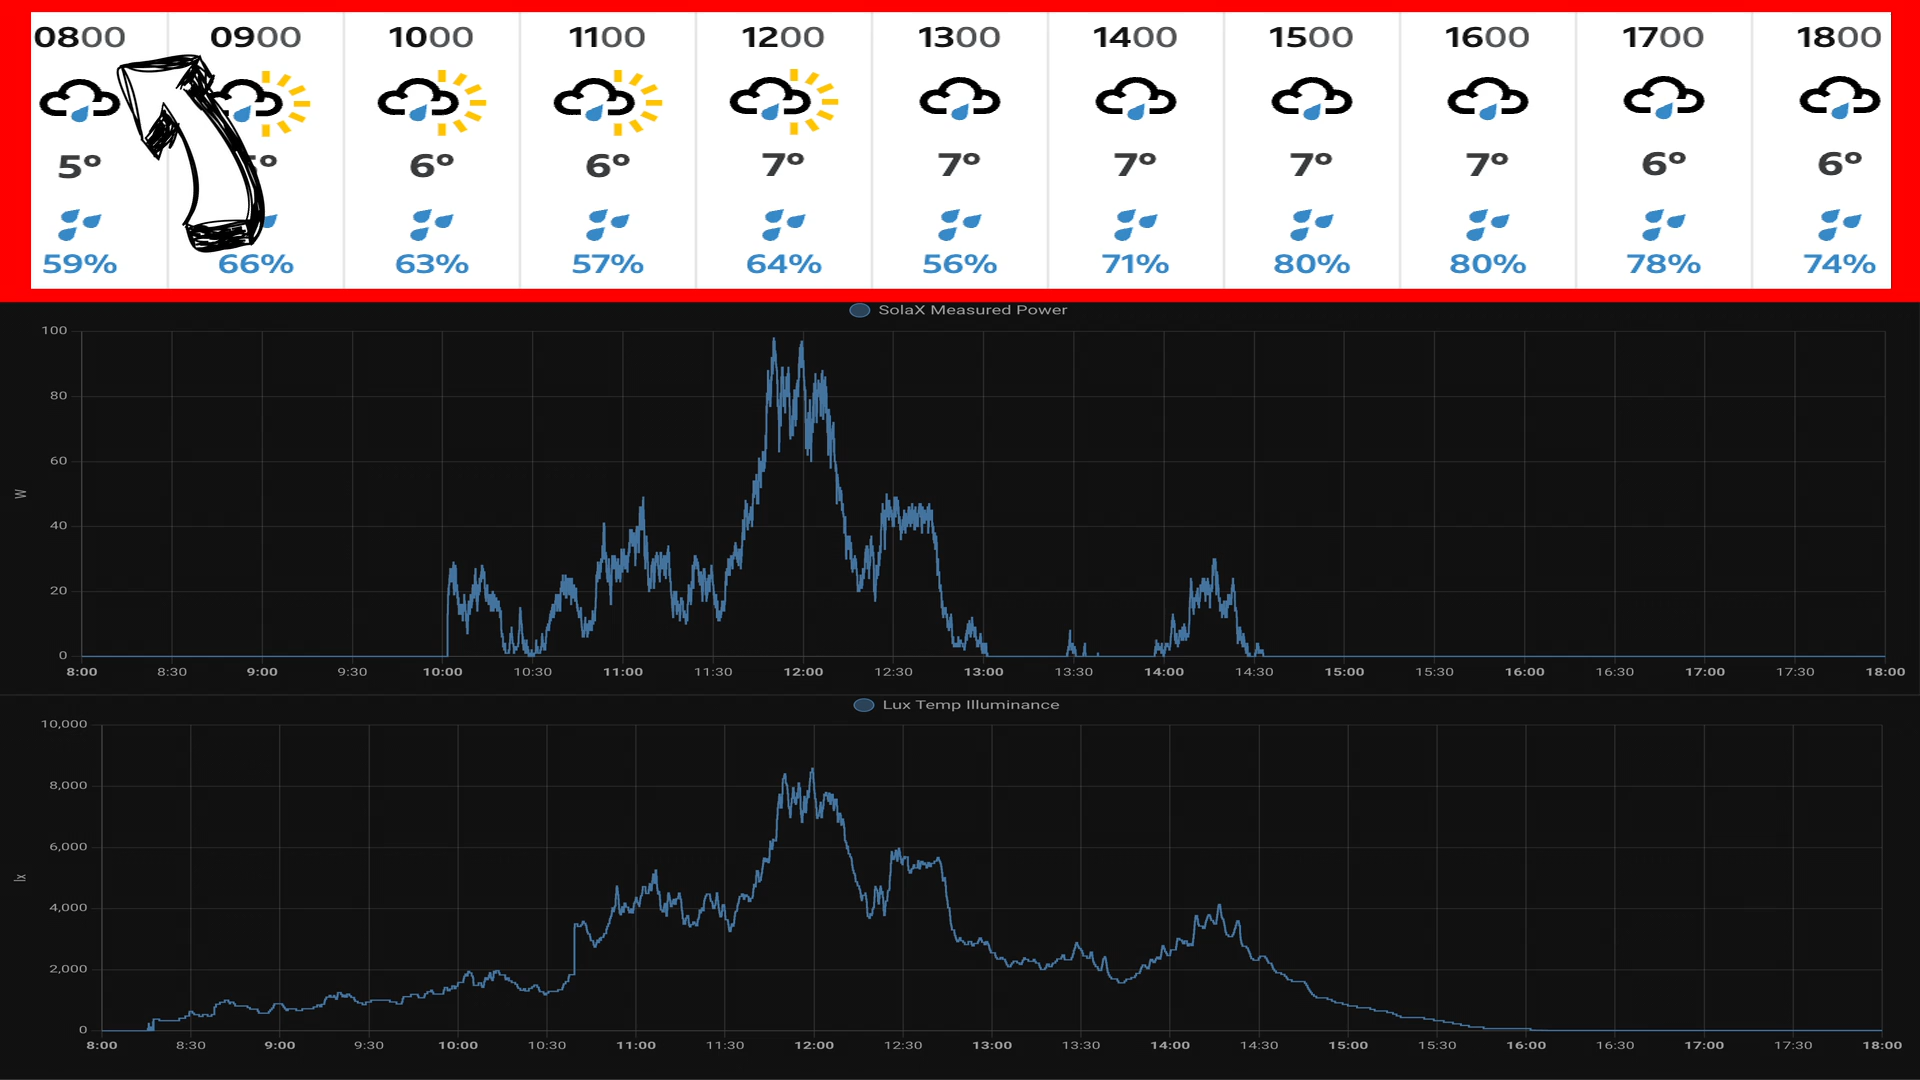 0800 0900 1000 1100 1200 1300 1400 1500 1600 1700 1800
5° ° 6° 6° 7° 7° 7° 7° 7° 6° 6°
59% 66% 63% 57% 64% 56% 71% 80% 80% 78% 74%
SolaX Measured Power
100
80
60
W
40
20
0
8:00 8:30 9:00 9:30 10:00 10:30 11:00 11:30 12:00 12:30 13:00 13:30 14:00 14:30 15:00 15:30 16:00 16:30 17:00 17:30 18:00
Lux Temp Illuminance
10,000
8,000
6,000
lx
4,000
2,000
0
8:00 8:30 9:00 9:30 10:00 10:30 11:00 11:30 12:00 12:30 13:00 13:30 14:00 14:30 15:00 15:30 16:00 16:30 17:00 17:30 18:00